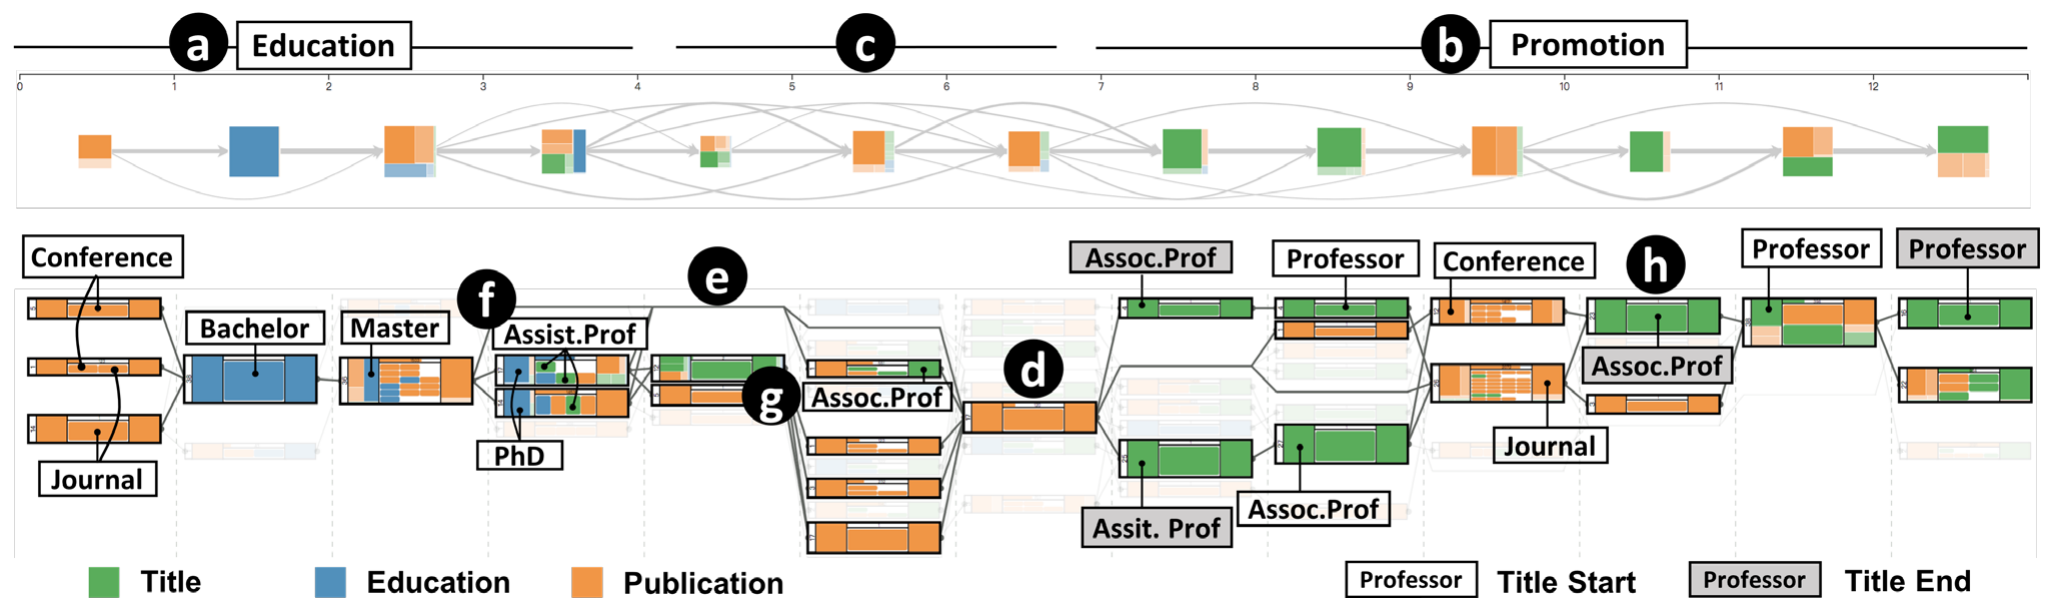 a Education c b Promotion
0 1 2 3 4 5 6 7 8 9 10 11 12
Conference
Bachelor
Master
f
e
Assist.Prof
Assoc.Prof
Professor
Conference
h
Professor
Professor
d
g
Assoc.Prof
Assoc.Prof
Journal
PhD
Assit. Prof
Assoc.Prof
Journal
Title Education Publication Professor Title Start Professor Title End